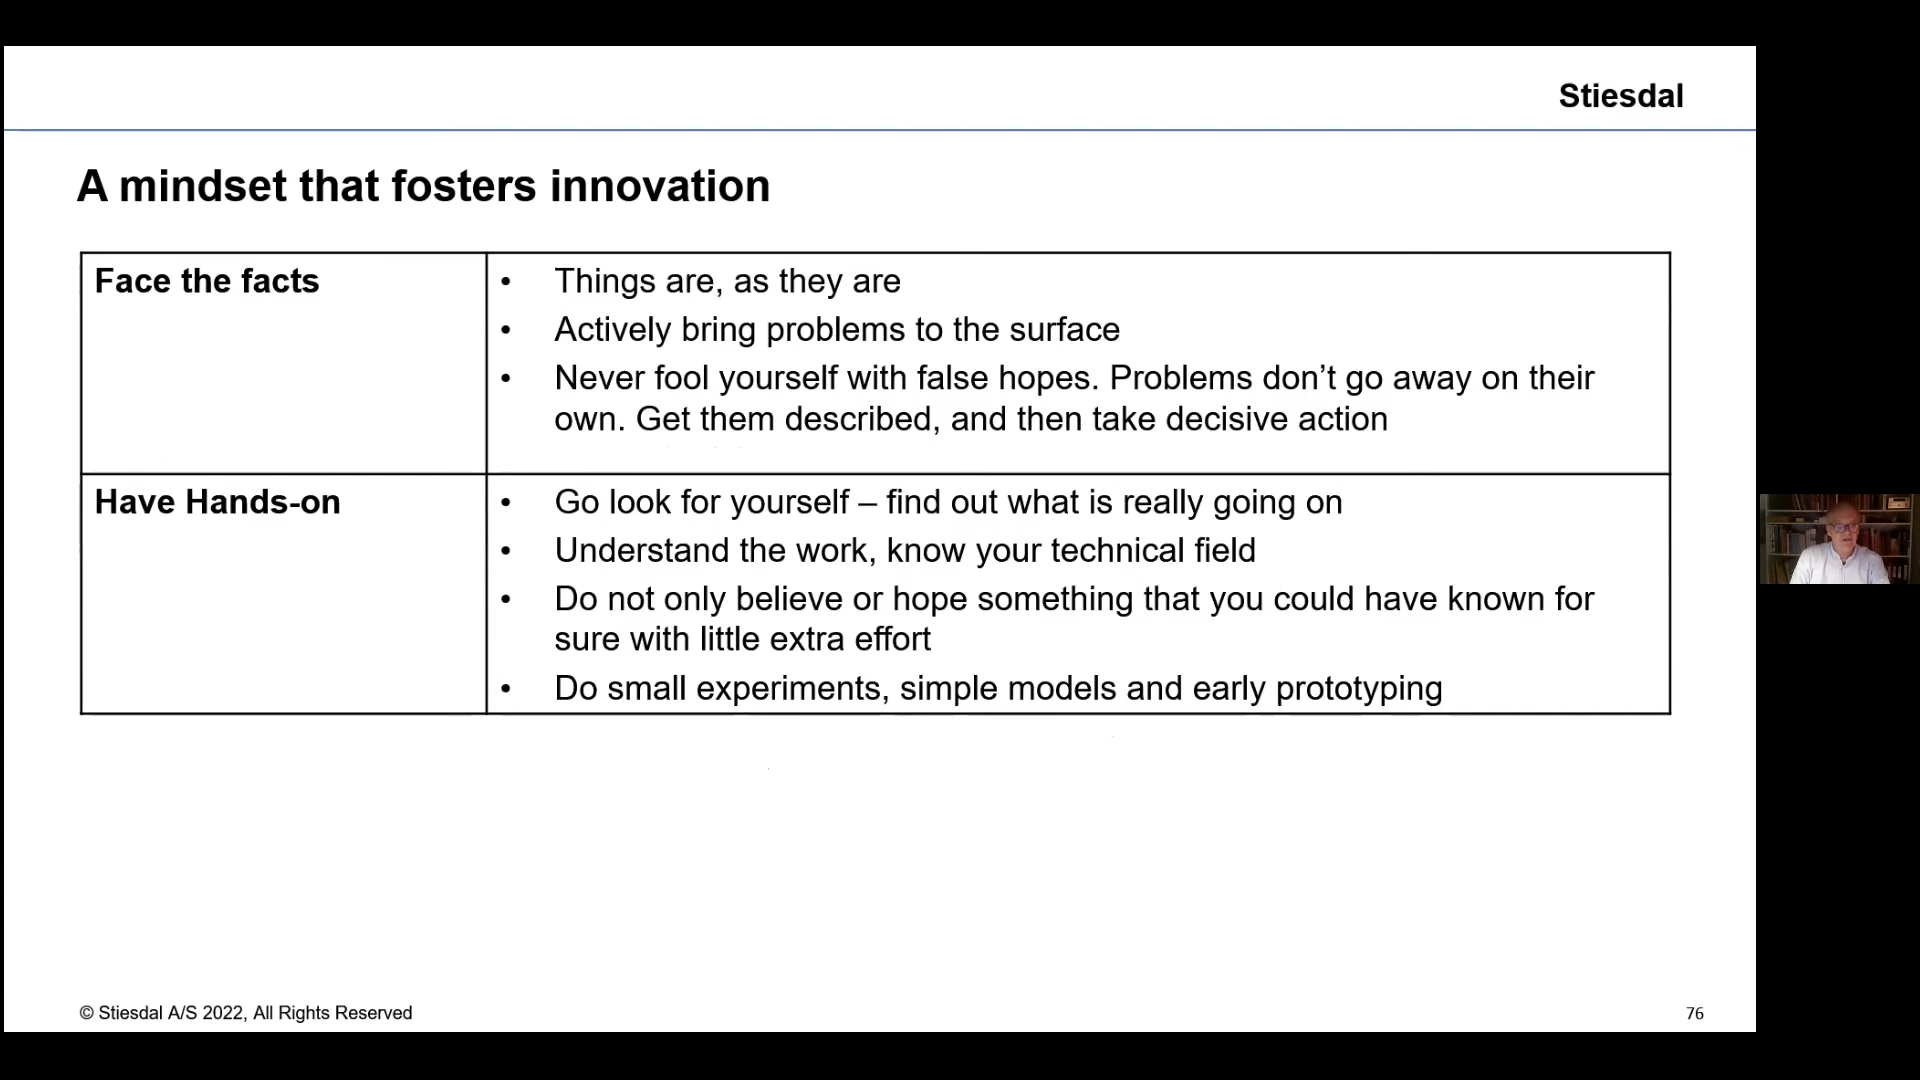 Stiesdal
A mindset that fosters innovation
Face the facts
• Things are, as they are
• Actively bring problems to the surface
• Never fool yourself with false hopes. Problems don’t go away on their
own. Get them described, and then take decisive action
Have Hands-on
• Go look for yourself – find out what is really going on
• Understand the work, know your technical field
• Do not only believe or hope something that you could have known for
sure with little extra effort
• Do small experiments, simple models and early prototyping
© Stiesdal A/S 2022, All Rights Reserved
76